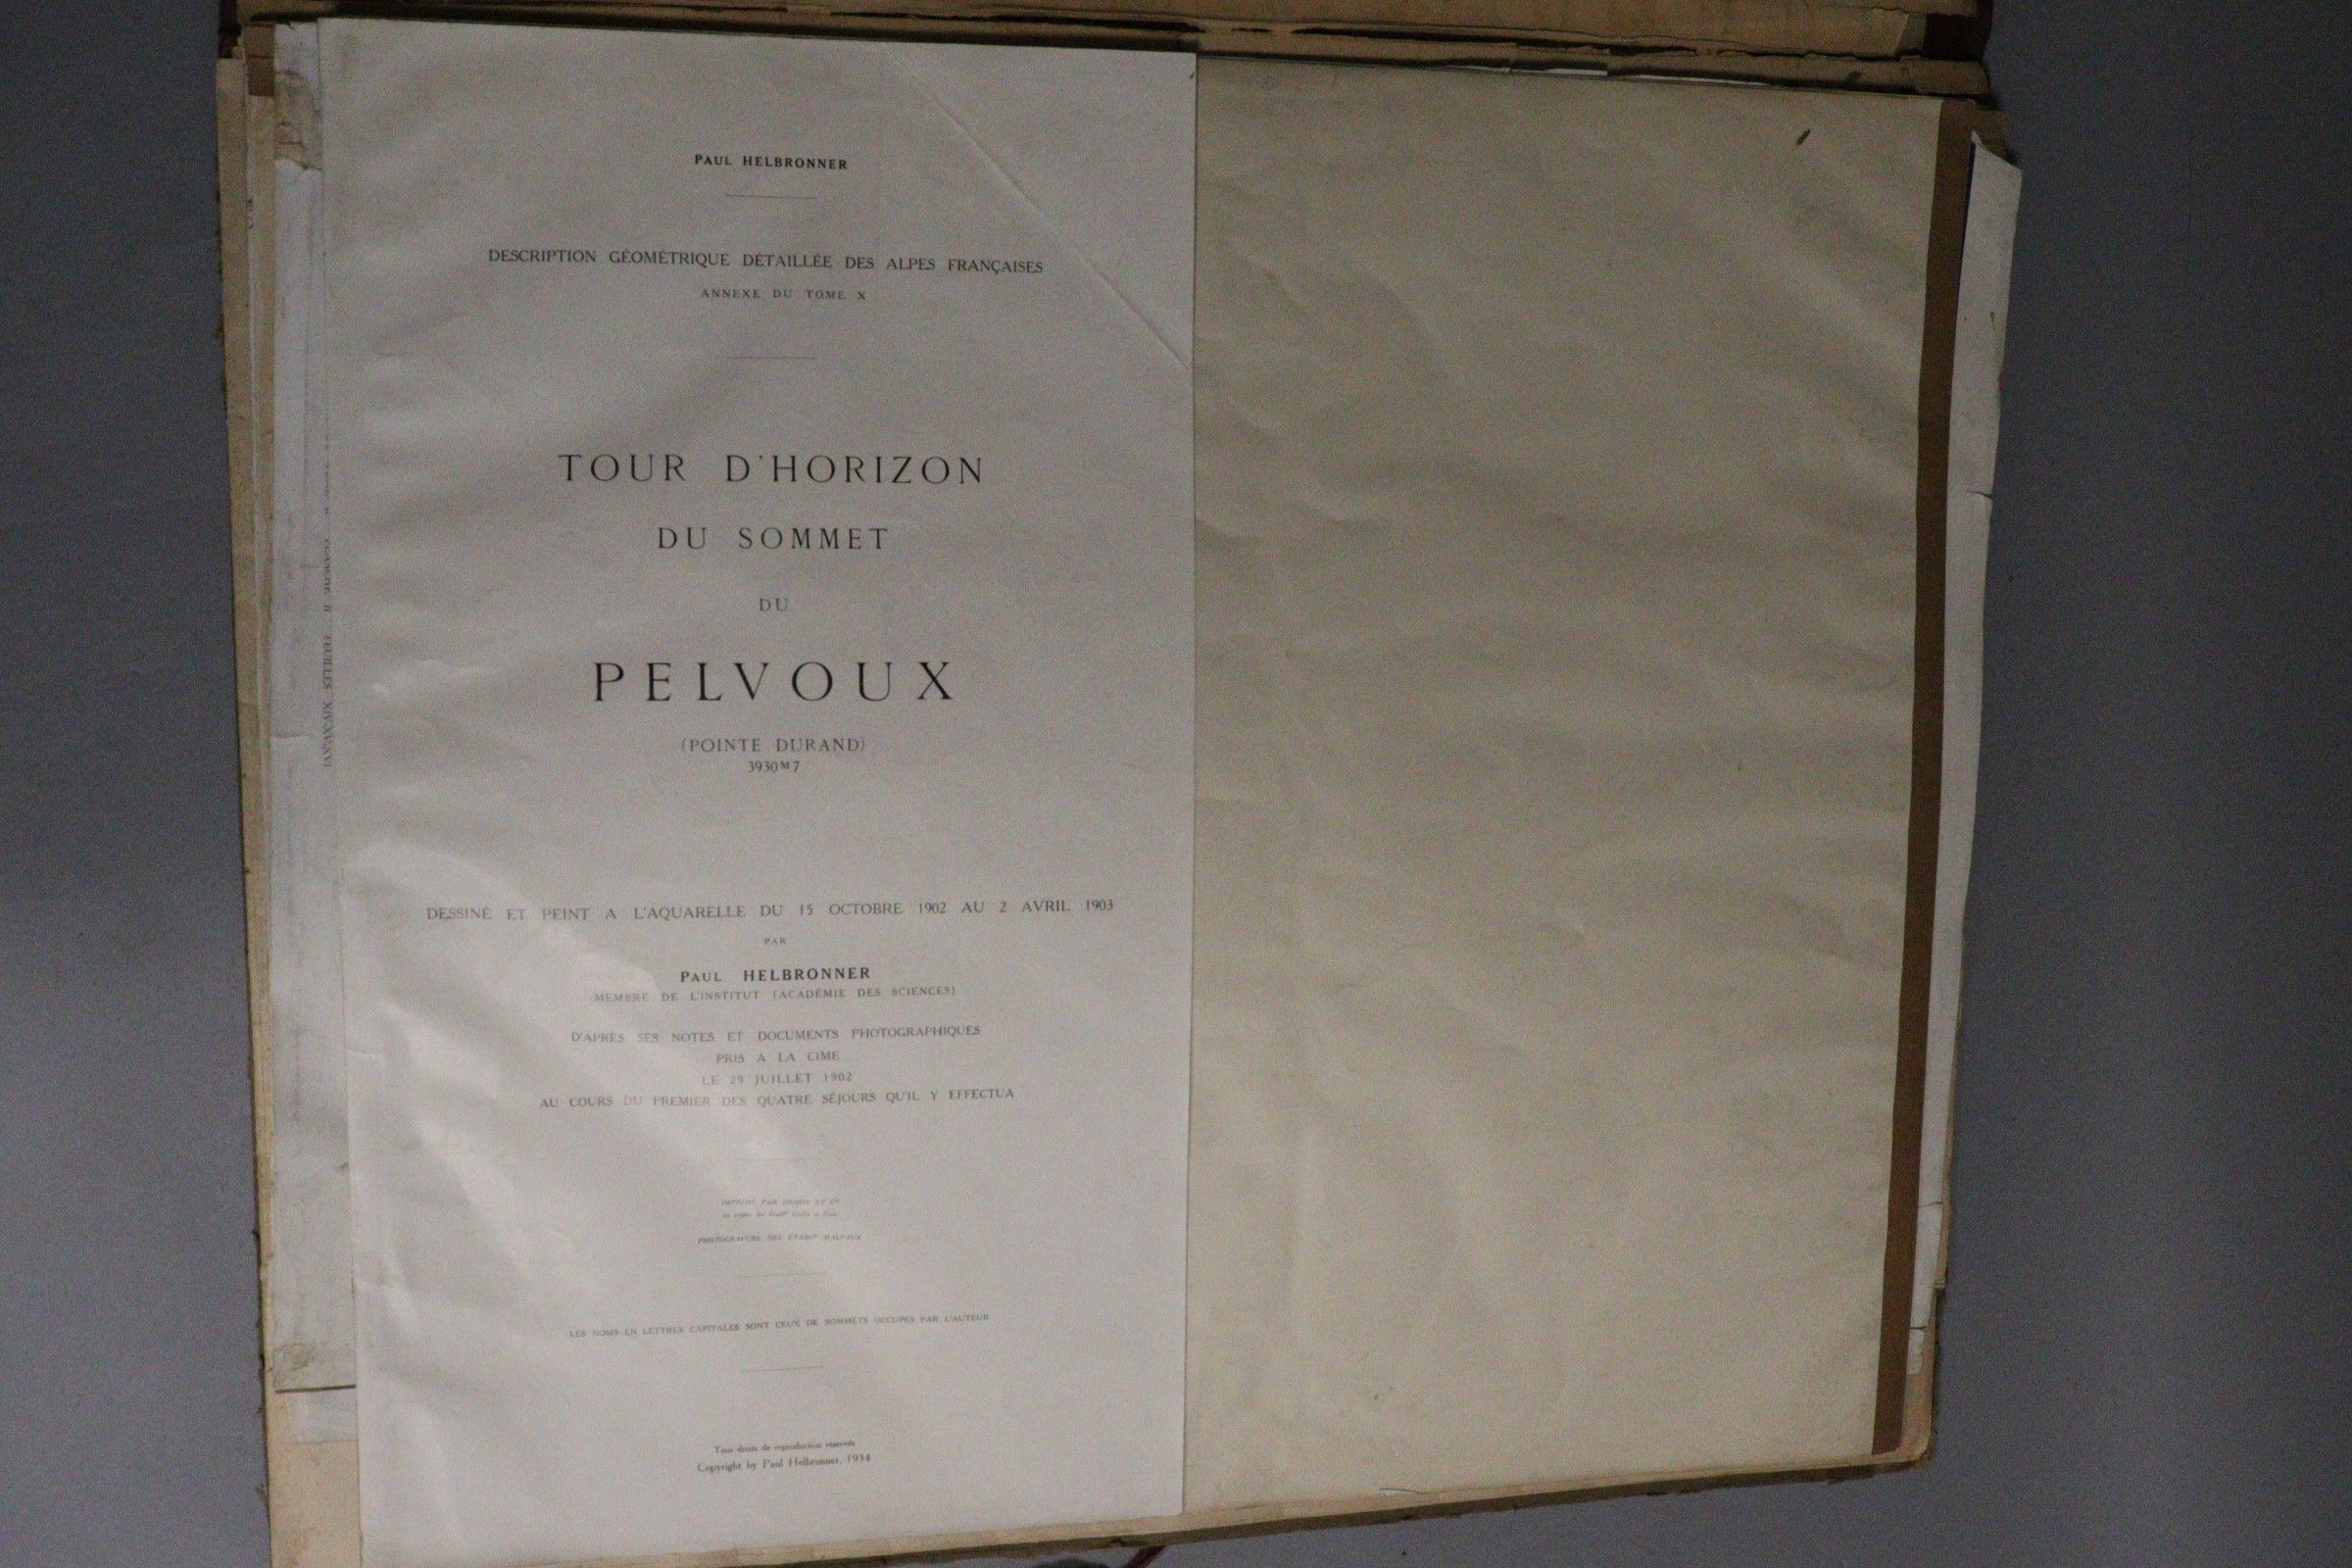 PAUL HELBRONNER
DESCRIPTION GÉOMÉTRIQUE DÉTAILLÉE DES ALPES FRANÇAISES
ANNEXE DU TOME X
TOUR D'HORIZON
DU SOMMET
DU
PELVOUX
(POINTE DURAND)
3930M7
DESSINÉ ET PEINT A L'AQUARELLE DU 15 OCTOBRE 1902 AU 2 AVRIL 1903
PAR
PAUL HELBRONNER
MEMBRE DE L'INSTITUT (ACADÉMIE DES SCIENCES)
D'APRÈS SES NOTES ET DOCUMENTS PHOTOGRAPHIQUES
PRIS A LA CIME
LE 29 JUILLET 1902
AU COURS DU PREMIER DES QUATRE SÉJOURS QU'IL Y EFFECTUA
LES NOMS EN LETTRES CAPITALES SONT CEUX DE SOMMETS OCCUPÉS PAR L'AUTEUR
Tous droits de reproduction réservés
Copyright by Paul Helbronner, 1934